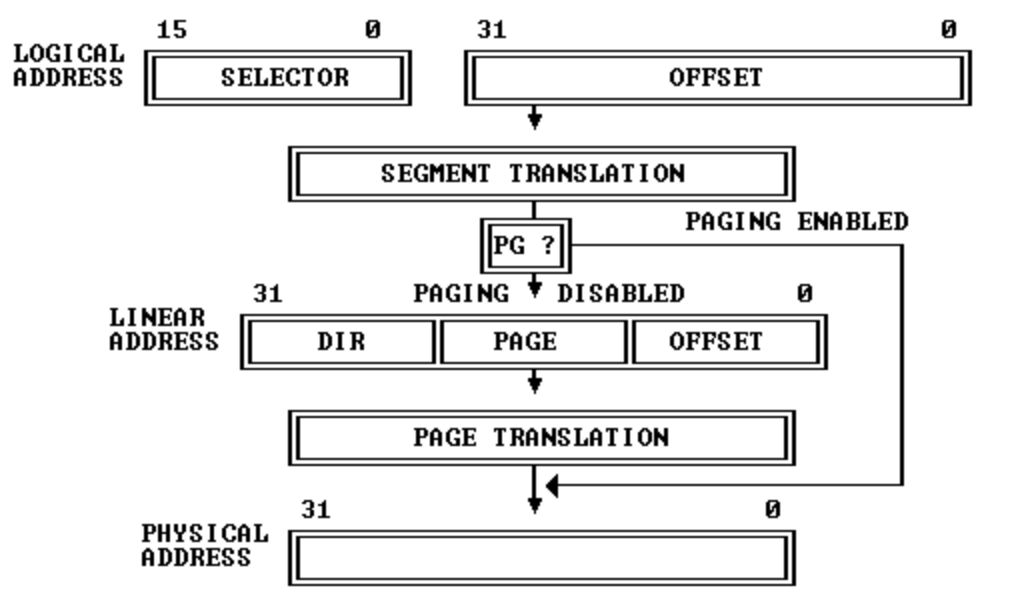 15 0 31 0
LOGICAL
ADDRESS
SELECTOR OFFSET
SEGMENT TRANSLATION
PAGING ENABLED
PG ?
31 PAGING DISABLED 0
LINEAR
ADDRESS
DIR PAGE OFFSET
PAGE TRANSLATION
31 0
PHYSICAL
ADDRESS